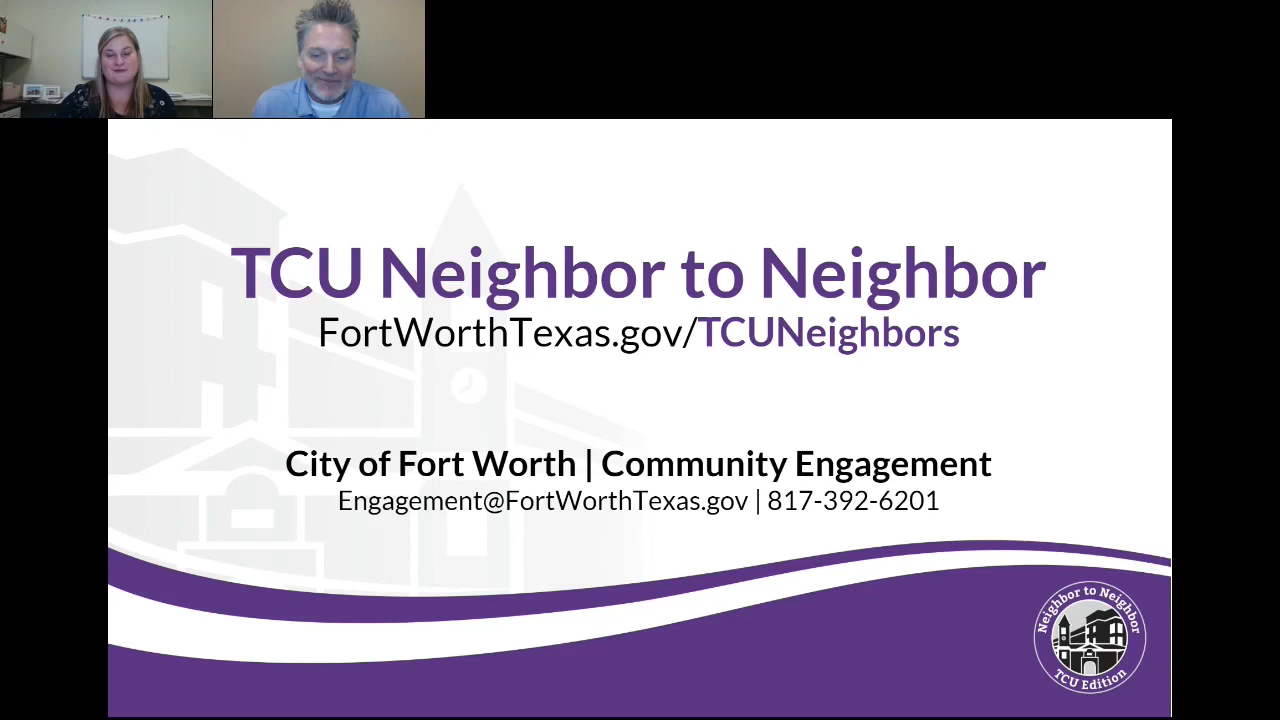 TCU Neighbor to Neighbor
FortWorthTexas.gov/TCUNeighbors
City of Fort Worth | Community Engagement
Engagement@FortWorthTexas.gov | 817-392-6201
Neighbor to Neighbor
TCU Edition